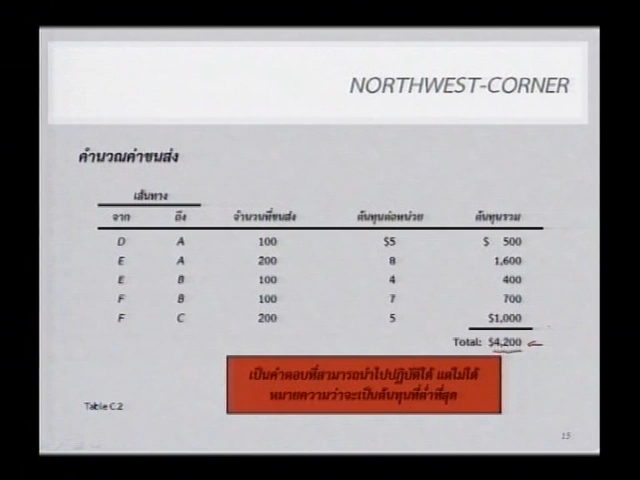 NORTHWEST-CORNER
คำนวณค่าขนส่ง
เส้นทาง
จาก ถึง จำนวนที่ขนส่ง ต้นทุนต่อหน่วย ต้นทุนรวม
D A 100 $5 $ 500
E A 200 8 1,600
E B 100 4 400
F B 100 7 700
F C 200 5 $1,000
Total: $4,200
เป็นคำตอบที่สามารถนำไปปฏิบัติได้ แต่ไม่ได้
หมายความว่าจะเป็นต้นทุนที่ต่ำที่สุด
Table C.2
15